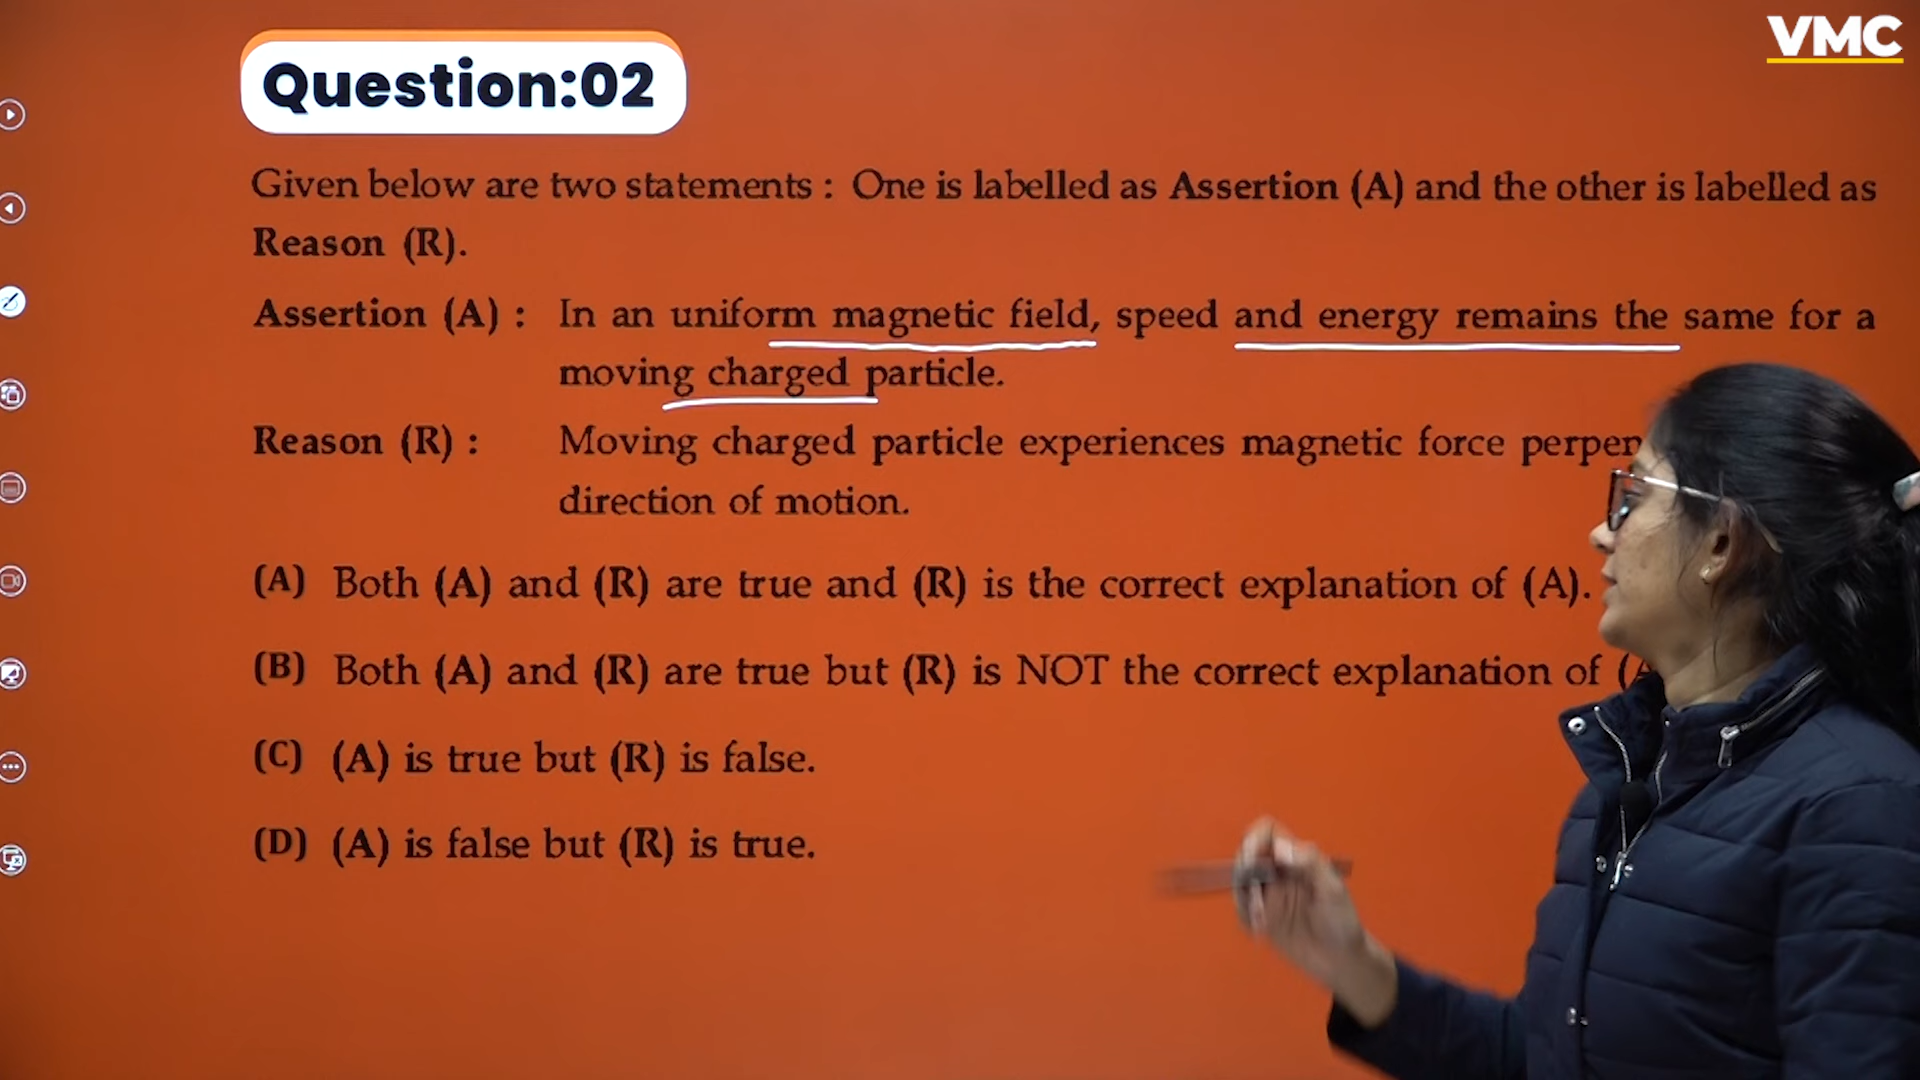 VMC
Question:02
Given below are two statements : One is labelled as Assertion (A) and the other is labelled as
Reason (R).
Assertion (A) : In an uniform magnetic field, speed and energy remains the same for a
moving charged particle.
Reason (R) : Moving charged particle experiences magnetic force
direction of motion.
(A) Both (A) and (R) are true and (R) is the correct explanation of (A).
(B) Both (A) and (R) are true but (R) is NOT the correct explanation of
(C) (A) is true but (R) is false.
(D) (A) is false but (R) is true.